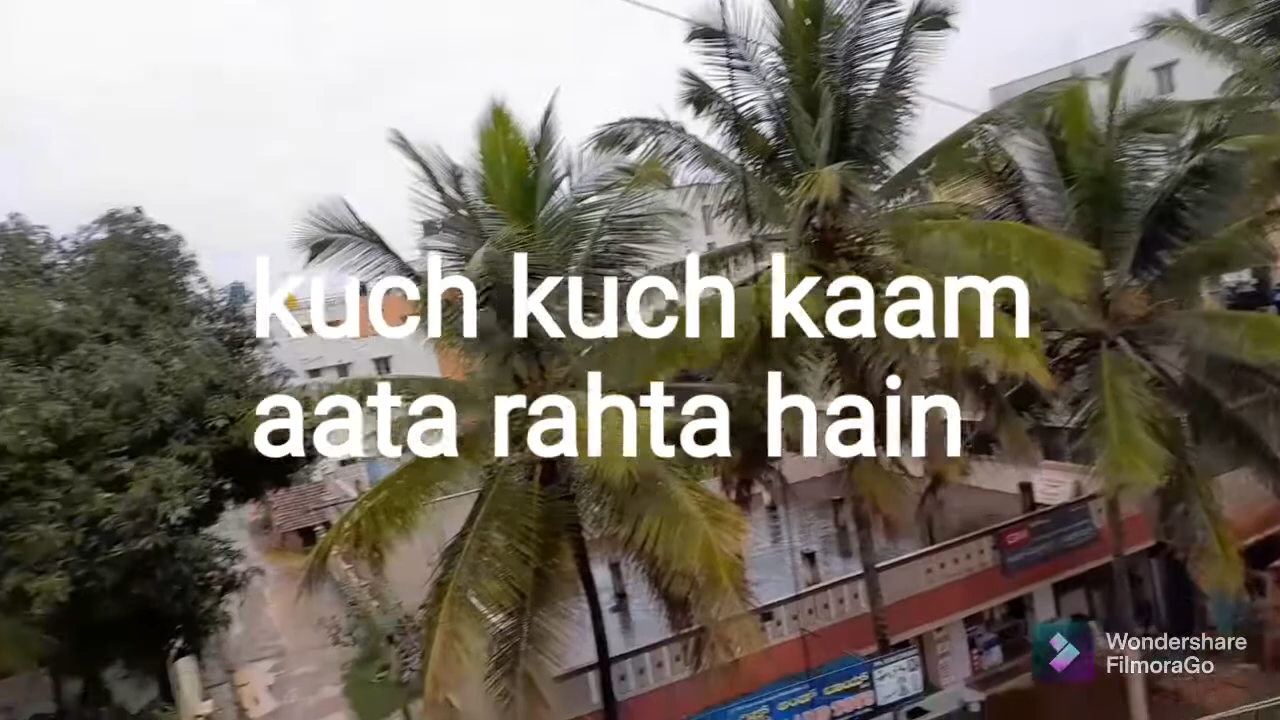 kuch kuch kaam
aata rahta hain
Wondershare
FilmoraGo